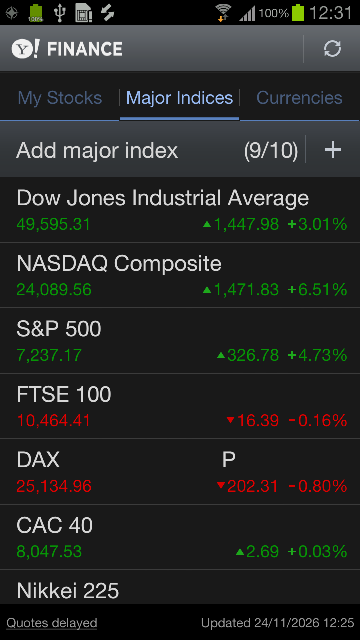 100% 100% 12:31
Y! FINANCE
My Stocks Major Indices Currencies
Add major index (9/10) +
Dow Jones Industrial Average
49,595.31 ▲1,447.98 +3.01%
NASDAQ Composite
24,089.56 ▲1,471.83 +6.51%
S&P 500
7,237.17 ▲326.78 +4.73%
FTSE 100
10,464.41 ▼16.39 -0.16%
DAX P
25,134.96 ▼202.31 -0.80%
CAC 40
8,047.53 ▲2.69 +0.03%
Nikkei 225
Quotes delayed Updated 24/11/2026 12:25